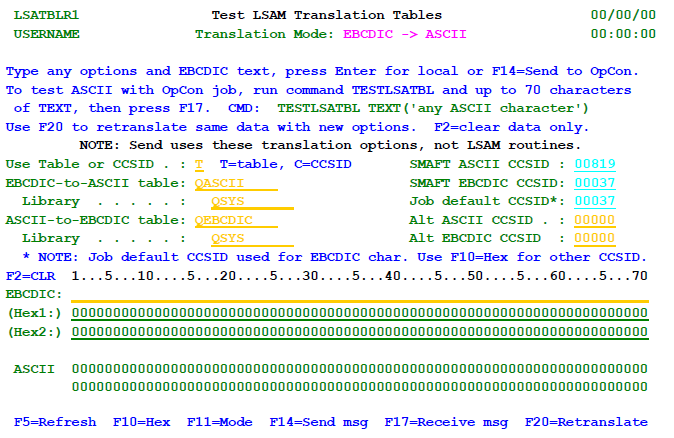 LSATBLR1 Test LSAM Translation Tables 00/00/00
USERNAME Translation Mode: EBCDIC -> ASCII 00:00:00
Type any options and EBCDIC text, press Enter for local or F14=Send to OpCon.
To test ASCII with OpCon job, run command TESTLSATBL and up to 70 characters
of TEXT, then press F17. CMD: TESTLSATBL TEXT('any ASCII character')
Use F20 to retranslate same data with new options. F2=clear data only.
NOTE: Send uses these translation options, not LSAM routines.
Use Table or CCSID . : T T=table, C=CCSID SMAFT ASCII CCSID : 00819
EBCDIC-to-ASCII table: QASCII SMAFT EBCDIC CCSID: 00037
Library . . . . . : QSYS Job default CCSID*: 00037
ASCII-to-EBCDIC table: QEBCDIC Alt ASCII CCSID . : 00000
Library . . . . . : QSYS Alt EBCDIC CCSID : 00000
* NOTE: Job default CCSID used for EBCDIC char. Use F10=Hex for other CCSID.
F2=CLR 1...5...10....5...20....5...30....5...40....5...50....5...60....5...70
EBCDIC:
(Hex1:) 0000000000000000000000000000000000000000000000000000000000000000000000
(Hex2:) 0000000000000000000000000000000000000000000000000000000000000000000000
ASCII 0000000000000000000000000000000000000000000000000000000000000000000000
0000000000000000000000000000000000000000000000000000000000000000000000
F5=Refresh F10=Hex F11=Mode F14=Send msg F17=Receive msg F20=Retranslate